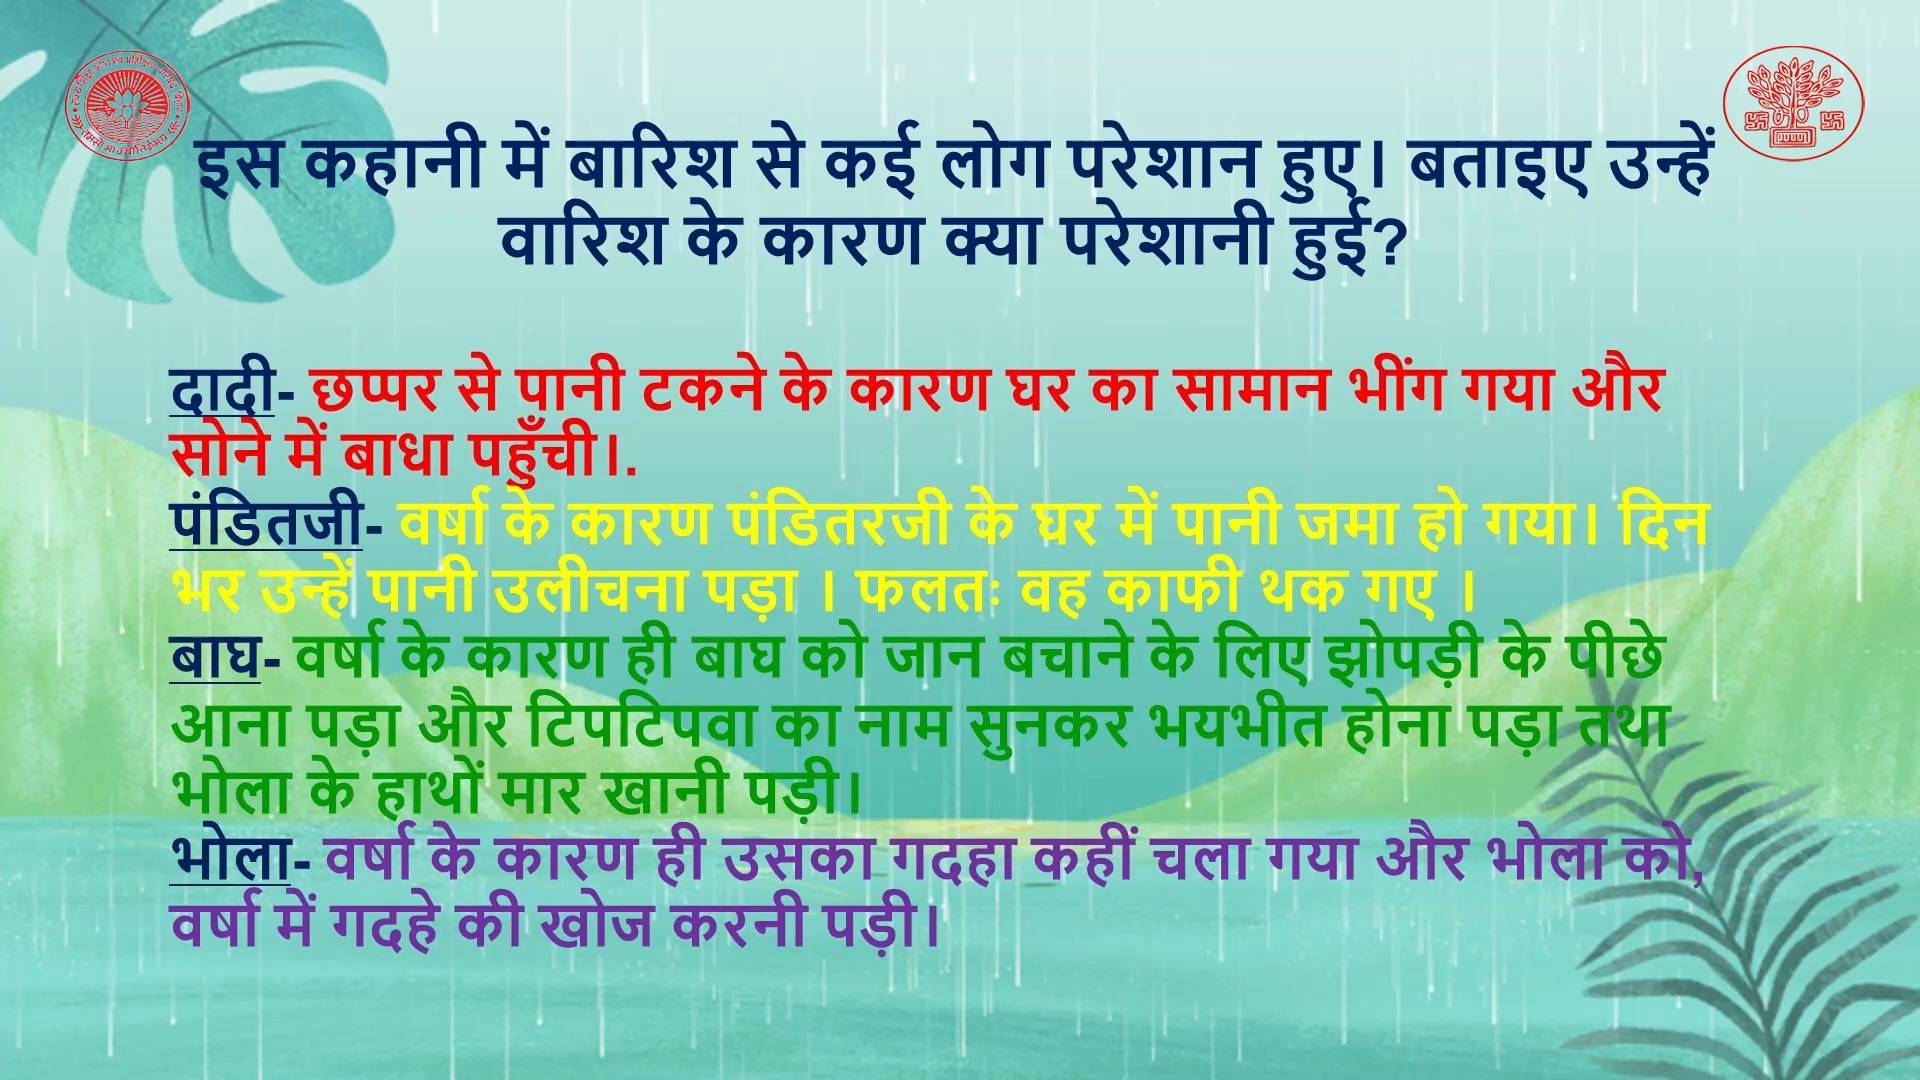 इस कहानी में बारिश से कई लोग परेशान हुए। बताइए उन्हें
वारिश के कारण क्या परेशानी हुई?
दादी- छप्पर से पानी टकने के कारण घर का सामान भींग गया और
सोने में बाधा पहुँची।.
पंडितजी- वर्षा के कारण पंडितरजी के घर में पानी जमा हो गया। दिन
भर उन्हें पानी उलीचना पड़ा । फलतः वह काफी थक गए ।
बाघ- वर्षा के कारण ही बाघ को जान बचाने के लिए झोपड़ी के पीछे
आना पड़ा और टिपटिपवा का नाम सुनकर भयभीत होना पड़ा तथा
भोला के हाथों मार खानी पड़ी।
भोला- वर्षा के कारण ही उसका गदहा कहीं चला गया और भोला को,
वर्षा में गदहे की खोज करनी पड़ी।